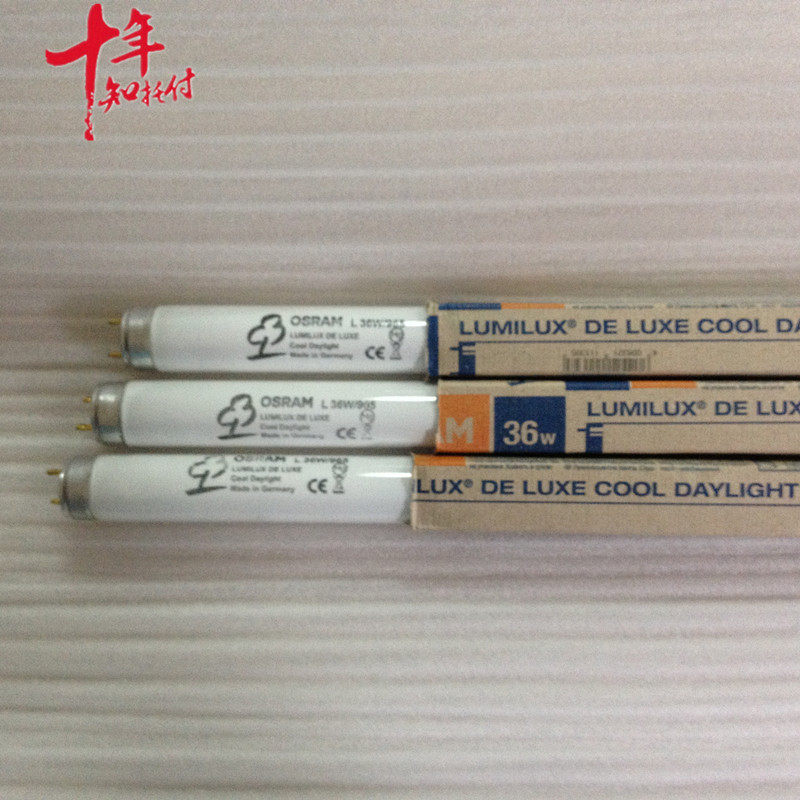 十年
知托付
OSRAM L 36W/965
LUMILUX DE LUXE
Cool Daylight
Made in Germany
CE
LUMILUX® DE LUXE COOL DA
OSRAM L 36W/965
LUMILUX DE LUXE
Cool Daylight
CE
M
36W
LUMILUX® DE LUX
OSRAM L 36W/965
LUMILUX DE LUXE
Cool Daylight
Made in Germany
CE
LUX® DE LUXE COOL DAYLIGHT